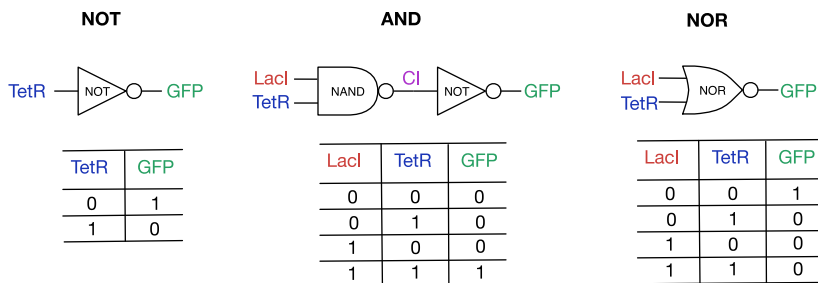 NOT
AND
NOR
TetR NOT GFP
LacI
TetR NAND CI NOT GFP
LacI
TetR NOR GFP
TetR GFP
0 1
1 0
LacI TetR GFP
0 0 0
0 1 0
1 0 0
1 1 1
LacI TetR GFP
0 0 1
0 1 0
1 0 0
1 1 0